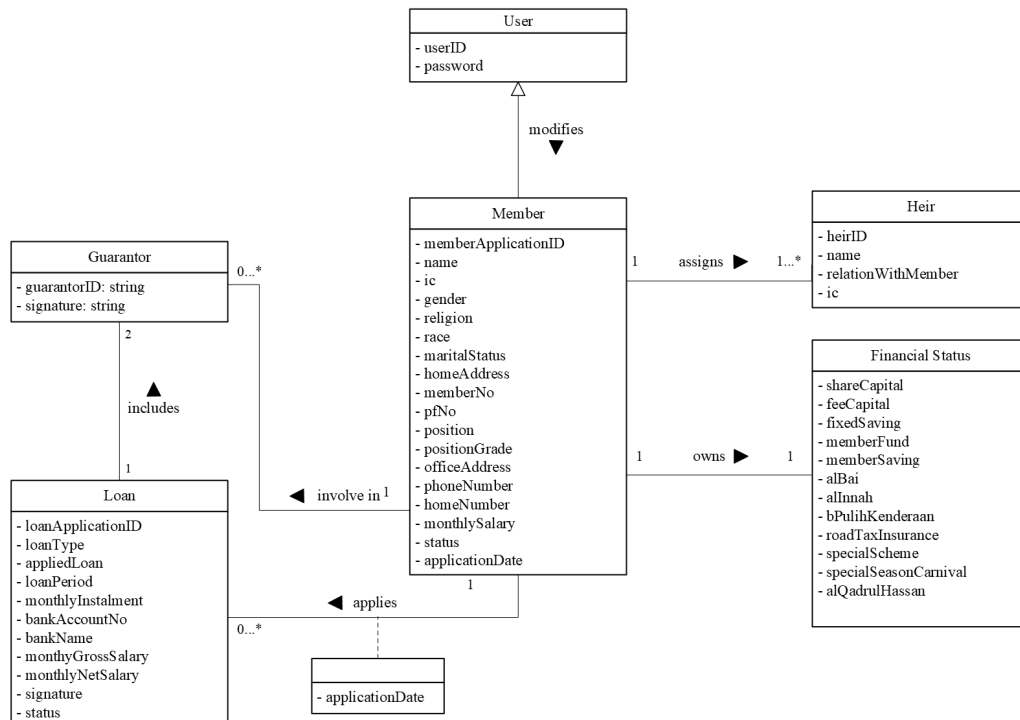 User
- userID
- password
modifies
Member
- memberApplicationID
- name
- ic
- gender
- religion
- race
- maritalStatus
- homeAddress
- memberNo
- pfNo
- position
- positionGrade
- officeAddress
- phoneNumber
- homeNumber
- monthlySalary
- status
- applicationDate
Heir
- heirID
- name
- relationWithMember
- ic
1 assigns 1...*
Financial Status
- shareCapital
- feeCapital
- fixedSaving
- memberFund
- memberSaving
- alBai
- alInnah
- bPulihKenderaan
- roadTaxInsurance
- specialScheme
- specialSeasonCarnival
- alQadrulHassan
1 owns 1
Guarantor
- guarantorID: string
- signature: string
0...*
2
includes
1
involve in 1
Loan
- loanApplicationID
- loanType
- appliedLoan
- loanPeriod
- monthlyInstalment
- bankAccountNo
- bankName
- monthyGrossSalary
- monthlyNetSalary
- signature
- status
1
applies
0...*
- applicationDate